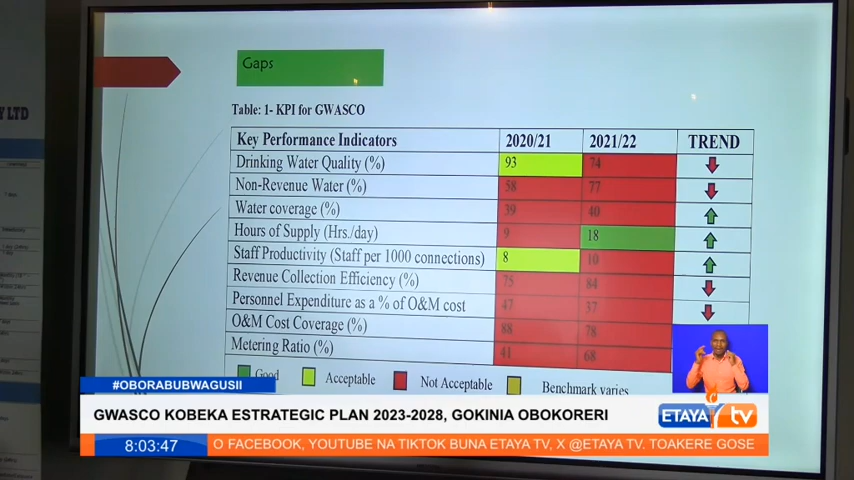 Y LTD
Gaps
Table: 1- KPI for GWASCO
Key Performance Indicators 2020/21 2021/22 TREND
Drinking Water Quality (%) 93 74
Non-Revenue Water (%) 58 77
Water coverage (%) 39 40
Hours of Supply (Hrs./day) 9 18
Staff Productivity (Staff per 1000 connections) 8 10
Revenue Collection Efficiency (%) 75 84
Personnel Expenditure as a % of O&M cost 47 37
O&M Cost Coverage (%) 88 78
Metering Ratio (%) 41 68
Good Acceptable Not Acceptable Benchmark varies
#OBORABUBWAGUSII
GWASCO KOBEKA ESTRATEGIC PLAN 2023-2028, GOKINIA OBOKORERI
ETAYA tv
8:03:47 O FACEBOOK, YOUTUBE NA TIKTOK BUNA ETAYA TV, X @ETAYA TV. TOAKERE GOSE